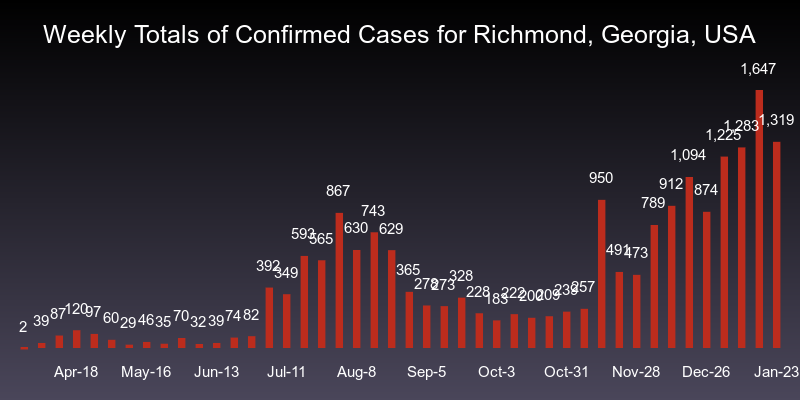 Weekly Totals of Confirmed Cases for Richmond, Georgia, USA
2 39 87 120 97 60 29 46 35 70 32 39 74 82 392 349 593 565 867 630 743 629 365 279 273 328 228 183 222 200 209 239 257 950 491 473 789 912 1,094 874 1,225 1,283 1,647 1,319
Apr-18 May-16 Jun-13 Jul-11 Aug-8 Sep-5 Oct-3 Oct-31 Nov-28 Dec-26 Jan-23